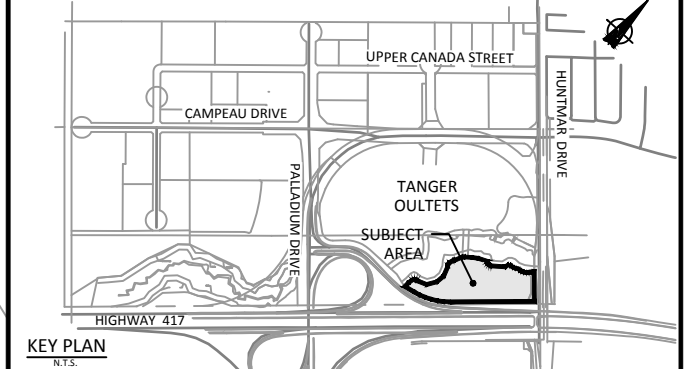 UPPER CANADA STREET
HUNTMAR DRIVE
CAMPEAU DRIVE
PALLADIUM DRIVE
TANGER
OULTETS
SUBJECT
AREA
HIGHWAY 417
KEY PLAN
N.T.S.